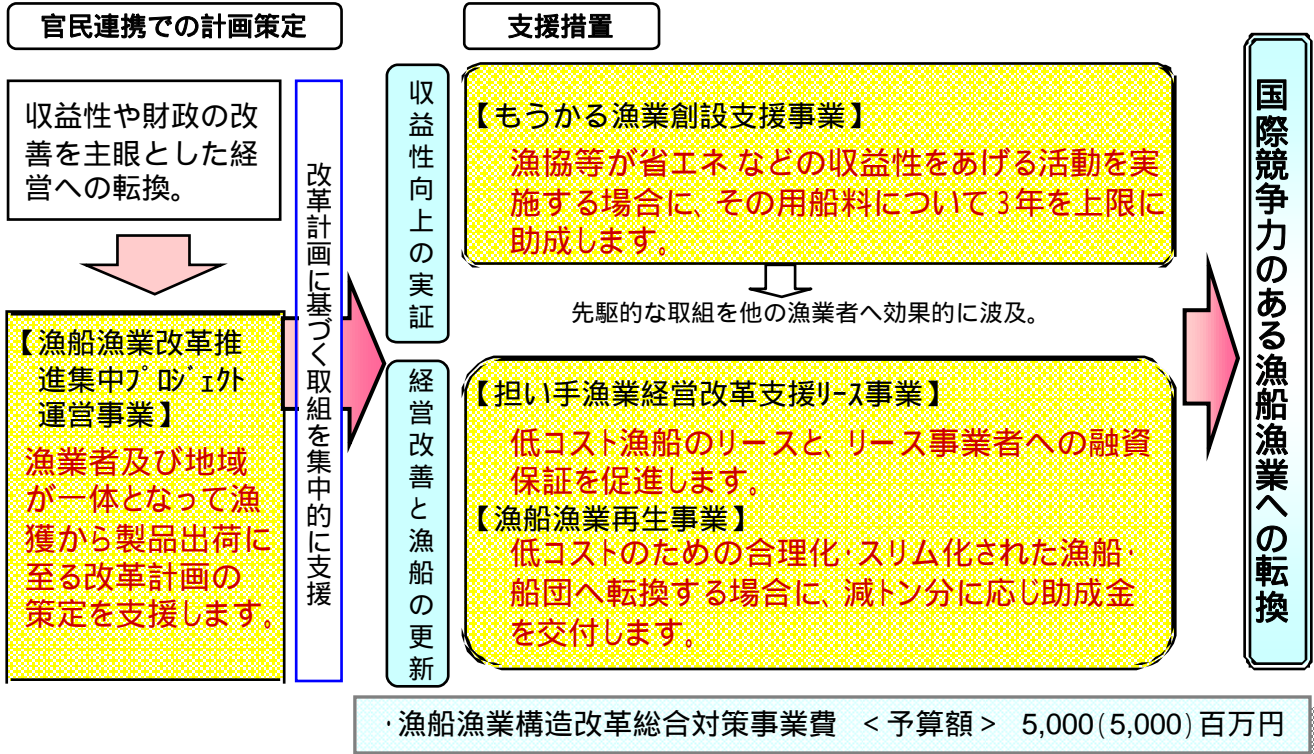 官民連携での計画策定
収益性や財政の改
善を主眼とした経
営への転換。
【漁船漁業改革推
進集中プロジェクト
運営事業】
漁業者及び地域
が一体となって漁
獲から製品出荷に
至る改革計画の
策定を支援します。
改革計画に基づく取組を集中的に支援
支援措置
収益性向上の実証
【もうかる漁業創設支援事業】
漁協等が省エネなどの収益性をあげる活動を実
施する場合に、その用船料について3年を上限に
助成します。
先駆的な取組を他の漁業者へ効果的に波及。
経営改善と漁船の更新
【担い手漁業経営改革支援リース事業】
低コスト漁船のリースと、リース事業者への融資
保証を促進します。
【漁船漁業再生事業】
低コストのための合理化・スリム化された漁船・
船団へ転換する場合に、減トン分に応じ助成金
を交付します。
国際競争力のある漁船漁業への転換
・漁船漁業構造改革総合対策事業費 <予算額> 5,000(5,000)百万円